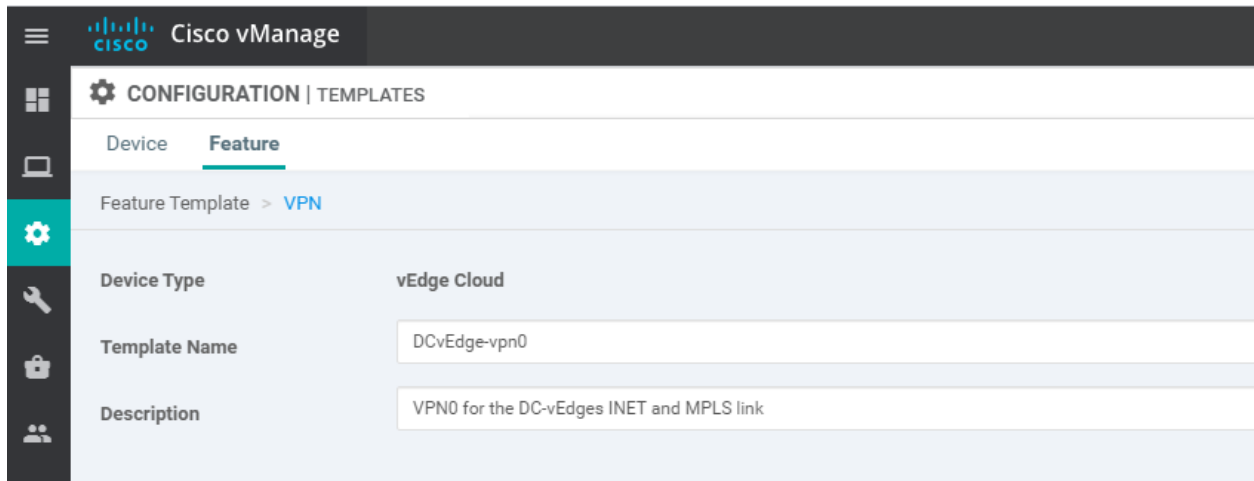 CISCO Cisco vManage
CONFIGURATION | TEMPLATES
Device Feature
Feature Template > VPN
Device Type vEdge Cloud
Template Name DCvEdge-vpn0
Description VPN0 for the DC-vEdges INET and MPLS link